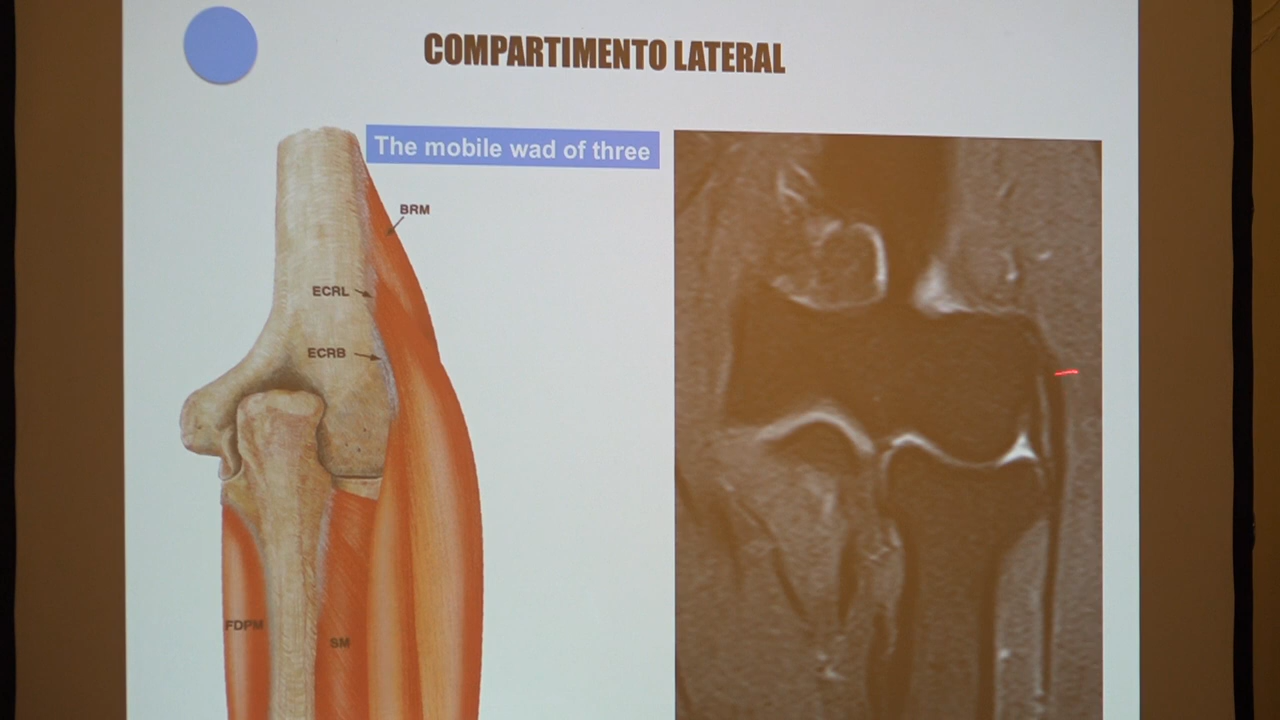 COMPARTIMENTO LATERAL
The mobile wad of three
BRM
ECRL
ECRB
FDPM
SM